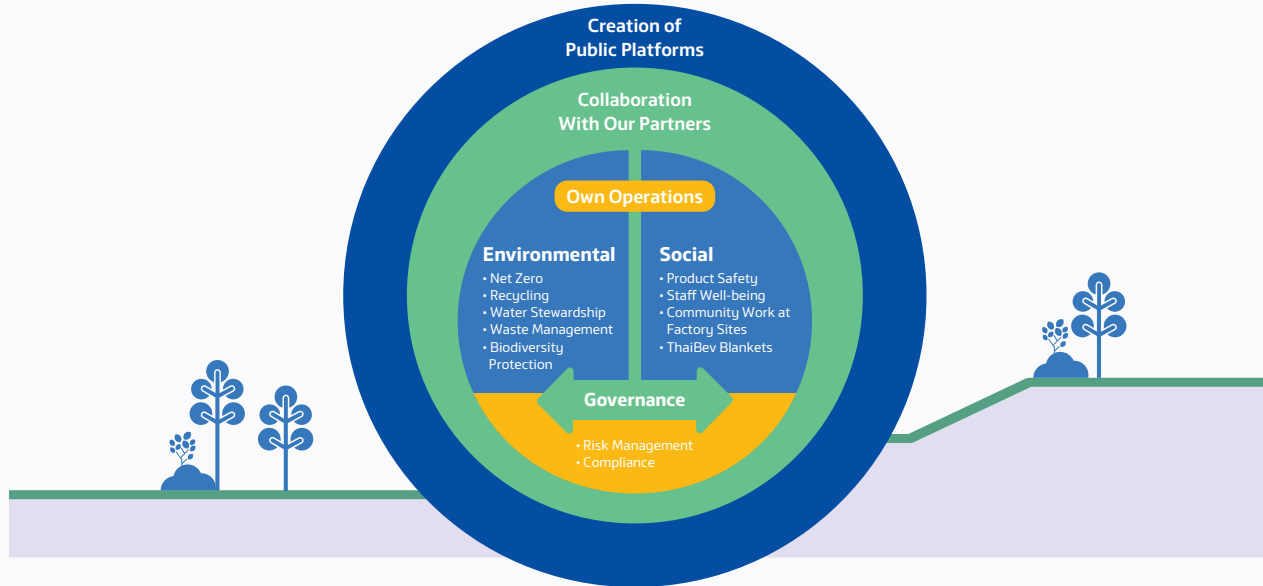 Creation of
Public Platforms
Collaboration
With Our Partners
Own Operations
Environmental
• Net Zero
• Recycling
• Water Stewardship
• Waste Management
• Biodiversity
Protection
Social
• Product Safety
• Staff Well-being
• Community Work at
Factory Sites
• ThaiBev Blankets
Governance
• Risk Management
• Compliance